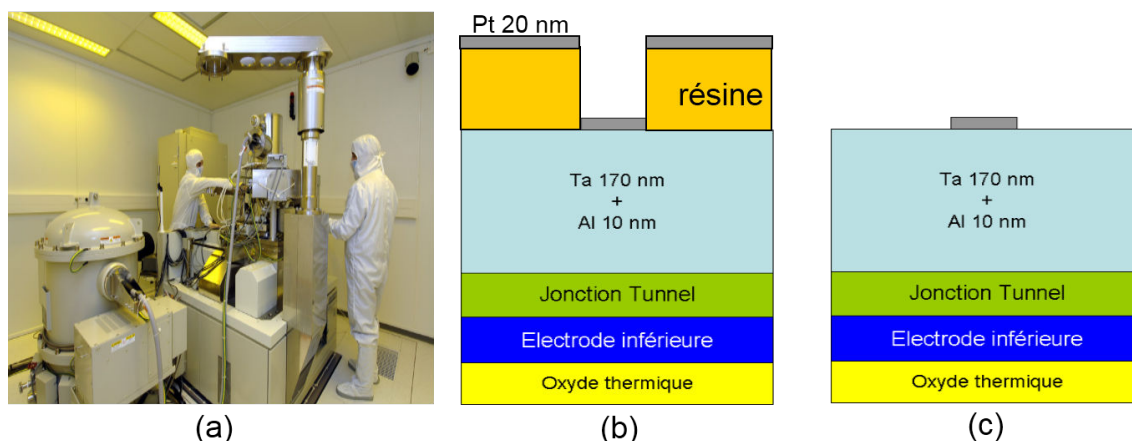 Pt 20 nm
résine
Ta 170 nm
+
Al 10 nm
Jonction Tunnel
Electrode inférieure
Oxyde thermique
Ta 170 nm
+
Al 10 nm
Jonction Tunnel
Electrode inférieure
Oxyde thermique
(a)
(b)
(c)